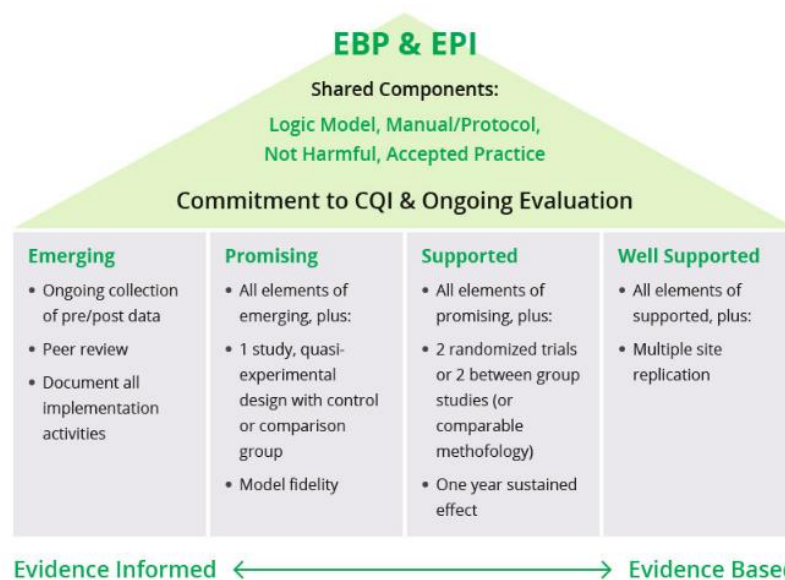 EBP & EPI
Shared Components:
Logic Model, Manual/Protocol,
Not Harmful, Accepted Practice
Commitment to CQI & Ongoing Evaluation
Emerging
• Ongoing collection
of pre/post data
• Peer review
• Document all
implementation
activities
Promising
• All elements of
emerging, plus:
• 1 study, quasi-
experimental
design with control
or comparison
group
• Model fidelity
Supported
• All elements of
promising, plus:
• 2 randomized trials
or 2 between group
studies (or
comparable
methofology)
• One year sustained
effect
Well Supported
• All elements of
supported, plus:
• Multiple site
replication
Evidence Informed
Evidence Base